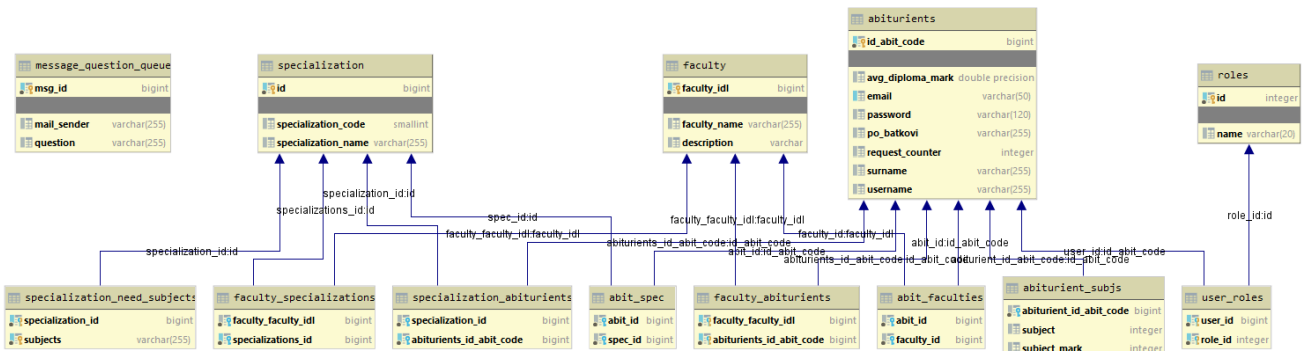 abiturients
id_abit_code bigint
avg_diploma_mark double precision
email varchar(50)
password varchar(120)
po_batkovi varchar(255)
request_counter integer
surname varchar(255)
username varchar(255)
message_question_queue
msg_id bigint
mail_sender varchar(255)
question varchar(255)
specialization
id bigint
specialization_code smallint
specialization_name varchar(255)
faculty
faculty_idl bigint
faculty_name varchar(255)
description varchar
roles
id integer
name varchar(20)
specialization_id:id
specializations_id:id
spec_id:id
role_id:id
faculty_faculty_idl:faculty_idl
specialization_id:id
faculty_faculty_idl:faculty_idl
abiturients_id_abit_code:id_abit_code
abit_id:id_abit_code
faculty_id:faculty_idl
abit_id:id_abit_code
abiturients_id_abit_code:id_abit_code
abiturient_id_abit_code:id_abit_code
user_id:id_abit_code
specialization_need_subjects
specialization_id bigint
subjects varchar(255)
faculty_specializations
faculty_faculty_idl bigint
specializations_id bigint
specialization_abiturients
specialization_id bigint
abiturients_id_abit_code bigint
abit_spec
abit_id bigint
spec_id bigint
faculty_abiturients
faculty_faculty_idl bigint
abiturients_id_abit_code bigint
abit_faculties
abit_id bigint
faculty_id bigint
abiturient_subjs
abiturient_id_abit_code bigint
subject integer
subject_mark integer
user_roles
user_id bigint
role_id integer